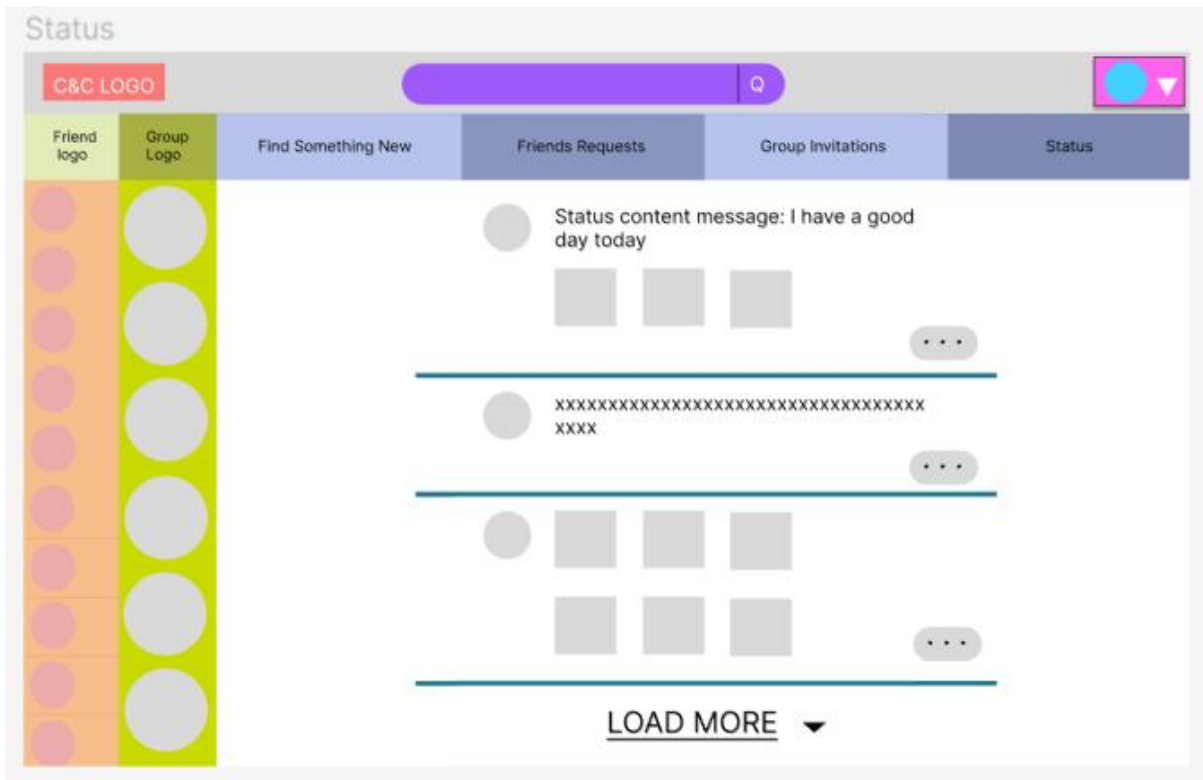 Status
C&C LOGO
Q
Friend
logo
Group
Logo
Find Something New
Friends Requests
Group Invitations
Status
Status content message: I have a good
day today
...
xxxxxxxxxxxxxxxxxxxxxxxxxxxxxxxxxxx
xxxx
...
...
LOAD MORE